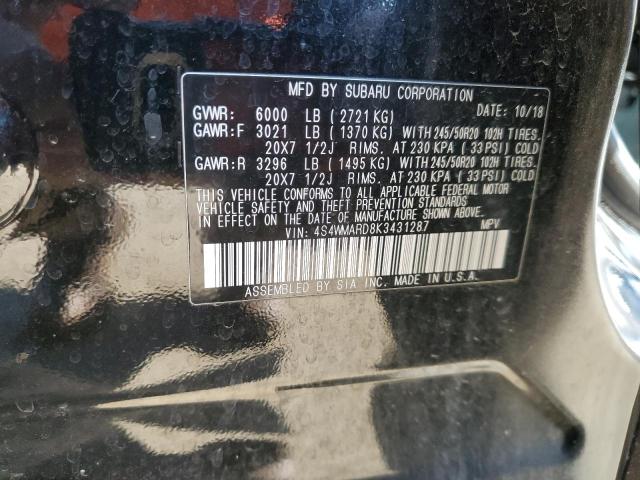 MFD BY SUBARU CORPORATION
GVWR: 6000 LB ( 2721 KG) DATE: 10/18
GAWR:F 3021 LB ( 1370 KG) WITH 245/50R20 102H TIRES.
20X7 1/2J RIMS. AT 230 KPA ( 33 PSI) COLD
GAWR:R 3296 LB ( 1495 KG) WITH 245/50R20 102H TIRES.
20X7 1/2J RIMS. AT 230 KPA ( 33 PSI) COLD
THIS VEHICLE CONFORMS TO ALL APPLICABLE FEDERAL MOTOR
VEHICLE SAFETY AND THEFT PREVENTION STANDARDS
IN EFFECT ON THE DATE OF MANUFACTURE SHOWN ABOVE.
VIN: 4S4WMARD8K3431287 MPV
ASSEMBLED BY SIA INC. MADE IN U.S.A.